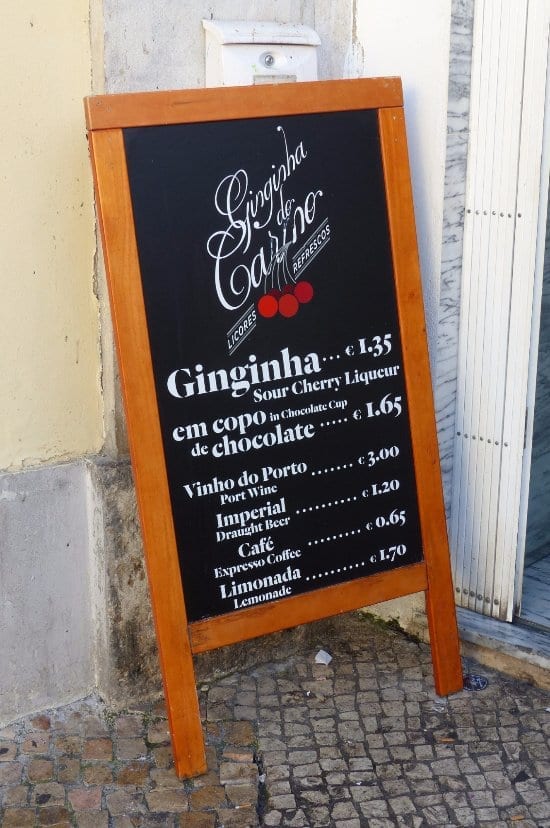 Ginginha
do
Carmo
LICORES
REFRESCOS
Ginginha... € 1.35
Sour Cherry Liqueur
em copo in Chocolate Cup
de chocolate ..... € 1.65
Vinho do Porto ....... € 3.00
Port Wine
Imperial .......... € 1.20
Draught Beer
Café ......... € 0.65
Expresso Coffee
Limonada .......... € 1.70
Lemonade